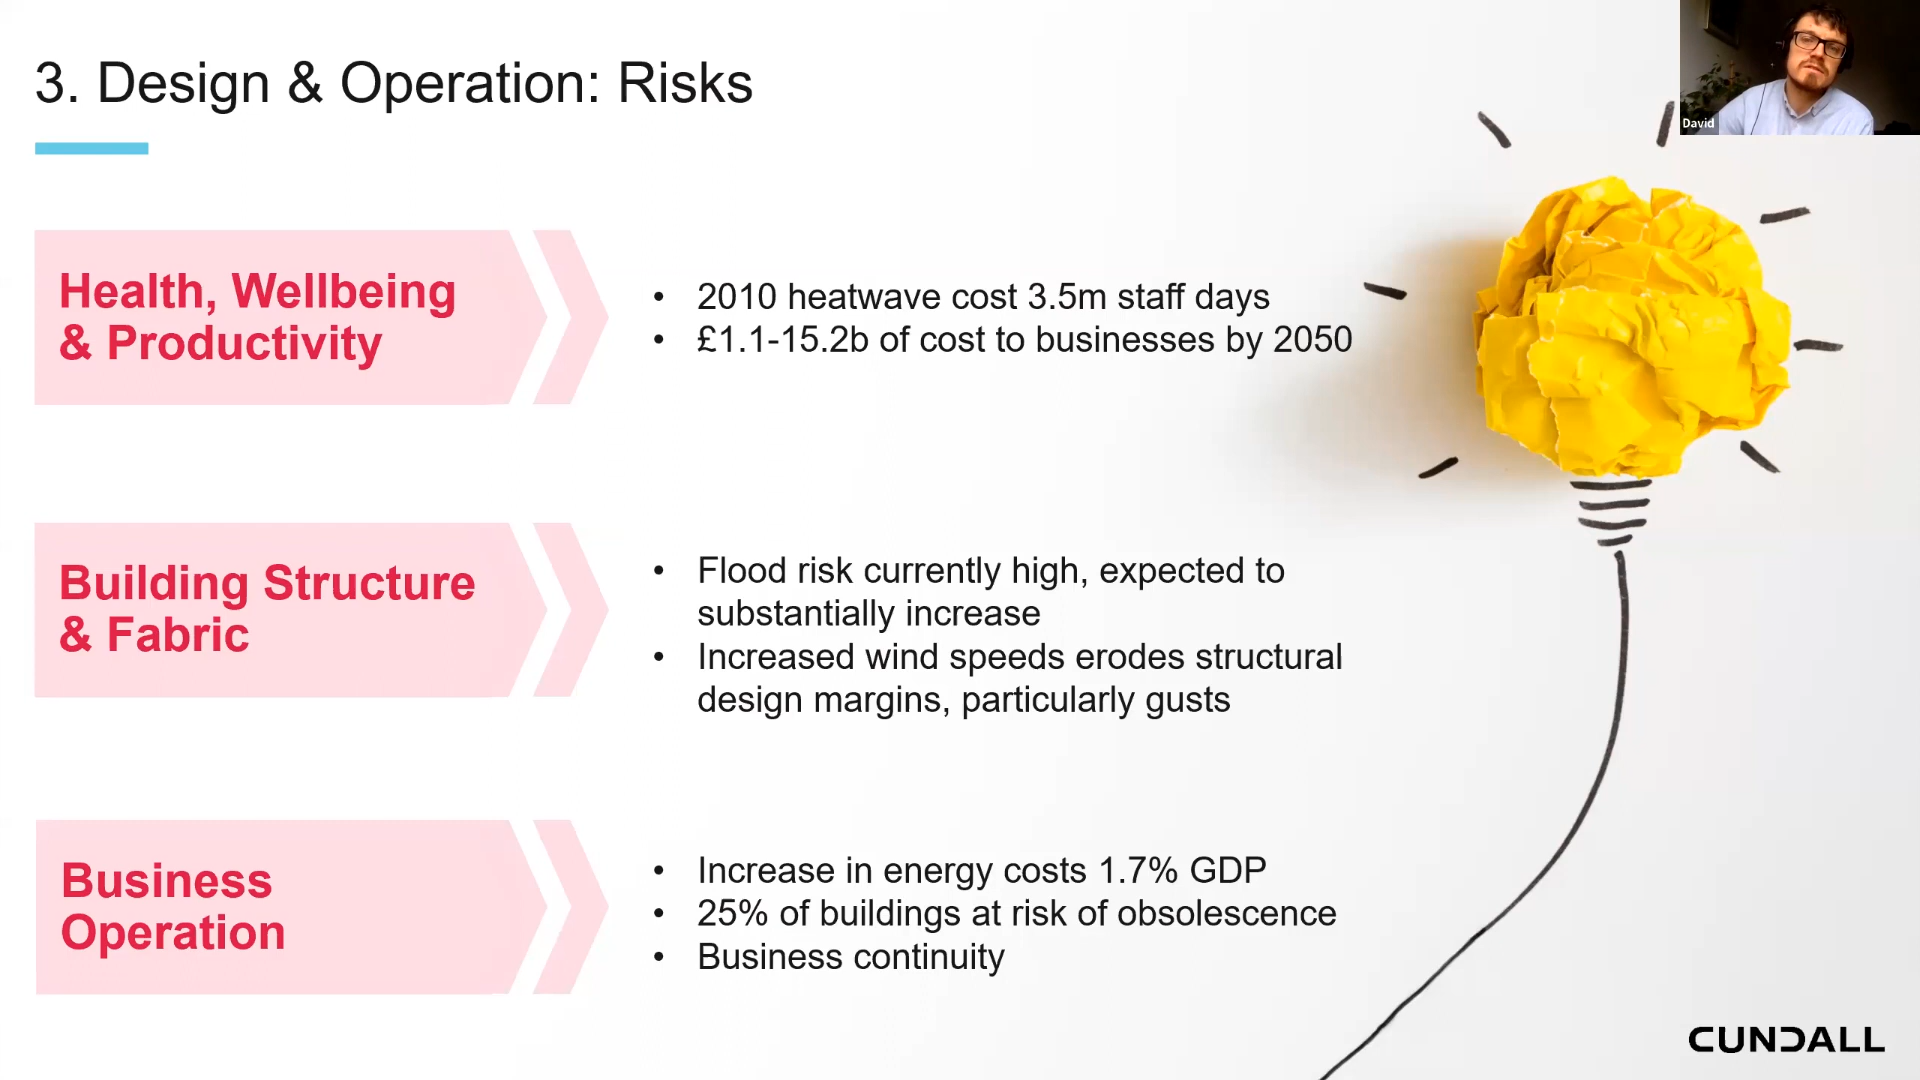 3. Design & Operation: Risks
David
Health, Wellbeing
& Productivity
• 2010 heatwave cost 3.5m staff days
• £1.1-15.2b of cost to businesses by 2050
Building Structure
& Fabric
• Flood risk currently high, expected to
substantially increase
• Increased wind speeds erodes structural
design margins, particularly gusts
Business
Operation
• Increase in energy costs 1.7% GDP
• 25% of buildings at risk of obsolescence
• Business continuity
CUNDALL